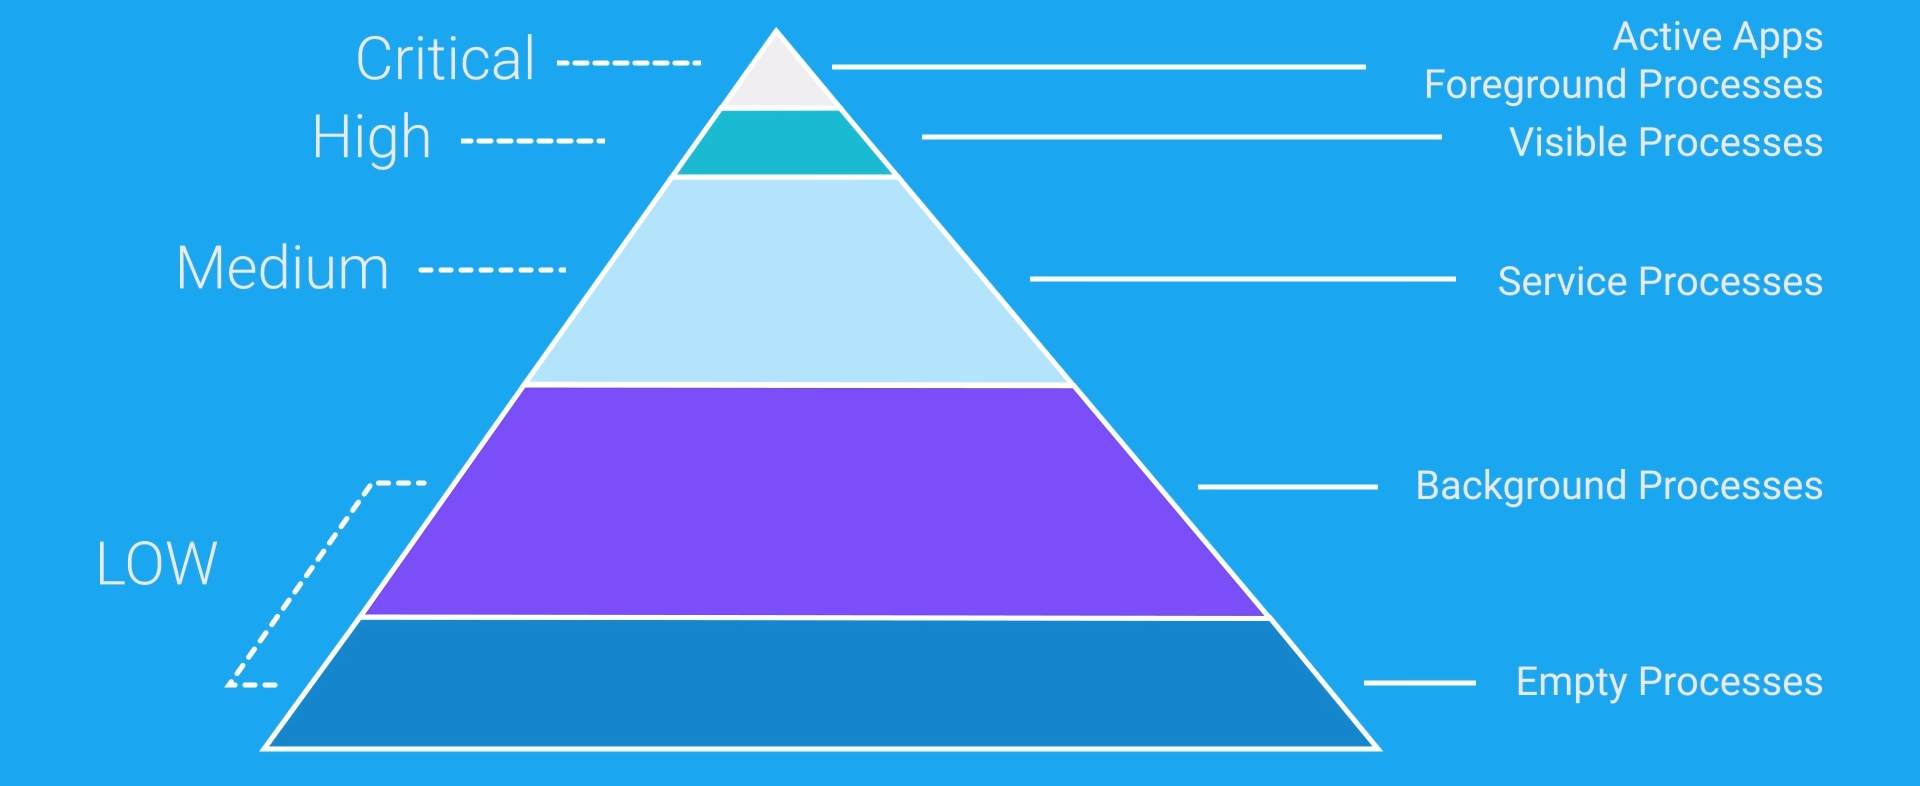 Critical
Active Apps
Foreground Processes
High
Visible Processes
Medium
Service Processes
Background Processes
LOW
Empty Processes